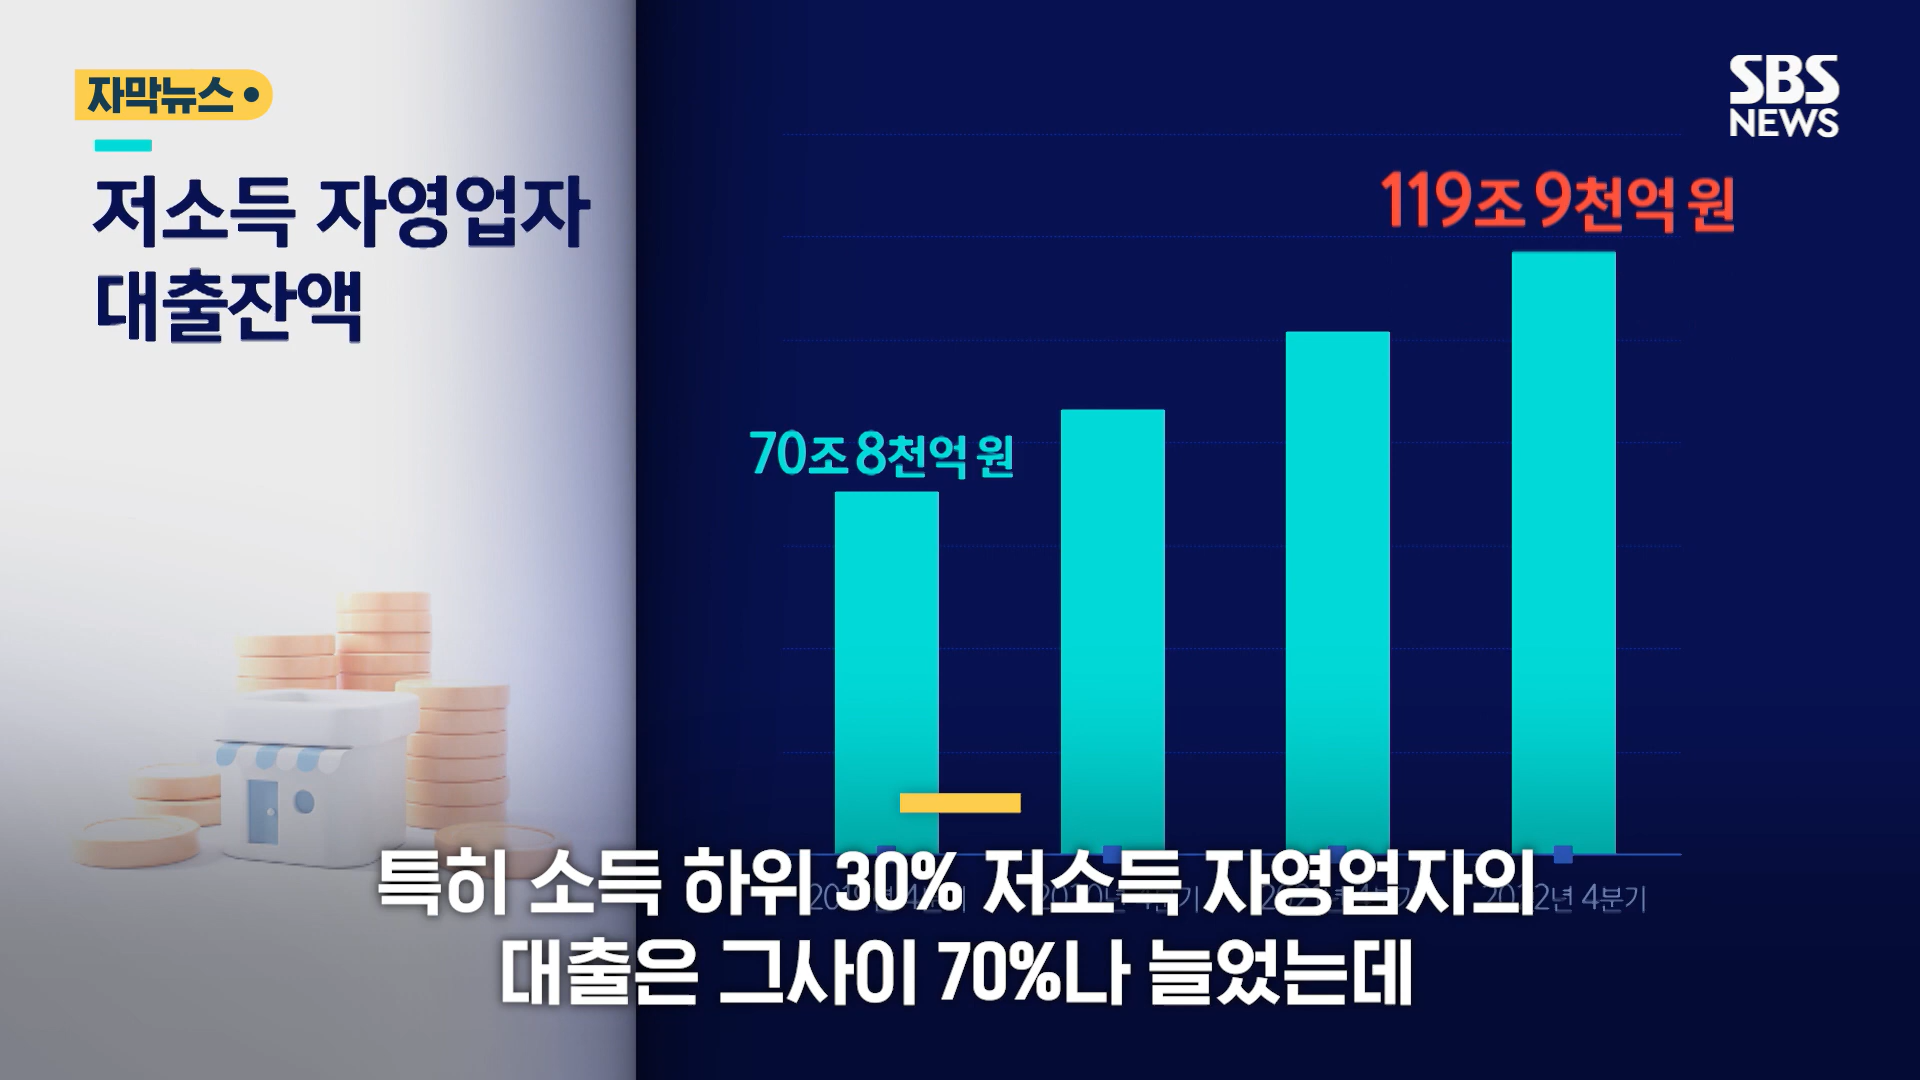 자막뉴스
SBS
NEWS
저소득 자영업자
대출잔액
119조 9천억 원
70조 8천억 원
특히 소득 하위 30% 저소득 자영업자의
대출은 그사이 70%나 늘었는데